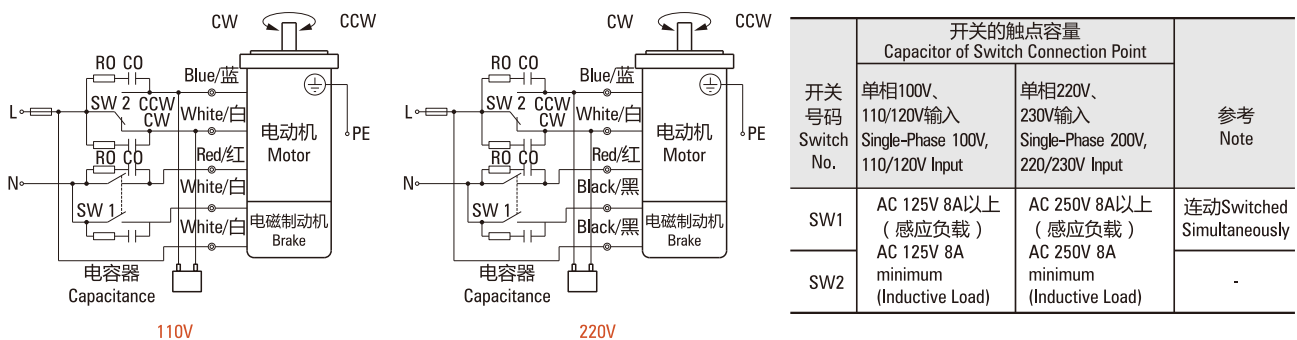 CW CCW
RO CO
Blue/蓝
L
SW 2 CCW
CW
White/白
电动机
Motor
PE
RO CO
Red/红
N
White/白
SW 1
White/白
电磁制动机
Brake
电容器
Capacitance
110V
CW CCW
RO CO
Blue/蓝
L
SW 2 CCW
CW
White/白
电动机
Motor
PE
RO CO
Red/红
N
Black/黑
SW 1
Black/黑
电磁制动机
Brake
电容器
Capacitance
220V
开关
号码
Switch
No.
开关的触点容量
Capacitor of Switch Connection Point
单相100V、
110/120V输入
Single-Phase 100V,
110/120V Input
单相220V、
230V输入
Single-Phase 200V,
220/230V Input
参考
Note
SW1
SW2
AC 125V 8A以上
（感应负载）
AC 125V 8A
minimum
(Inductive Load)
AC 250V 8A以上
（感应负载）
AC 250V 8A
minimum
(Inductive Load)
连动Switched
Simultaneously
-